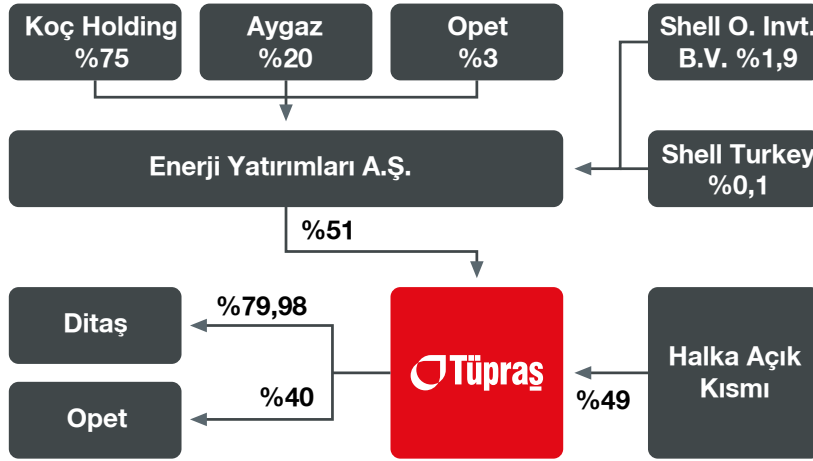 Koç Holding
%75
Aygaz
%20
Opet
%3
Shell O. Invt.
B.V. %1,9
Enerji Yatırımları A.Ş.
Shell Turkey
%0,1
%51
Ditaş
%79,98
Tüpraş
Halka Açık
Kısmı
%49
Opet
%40